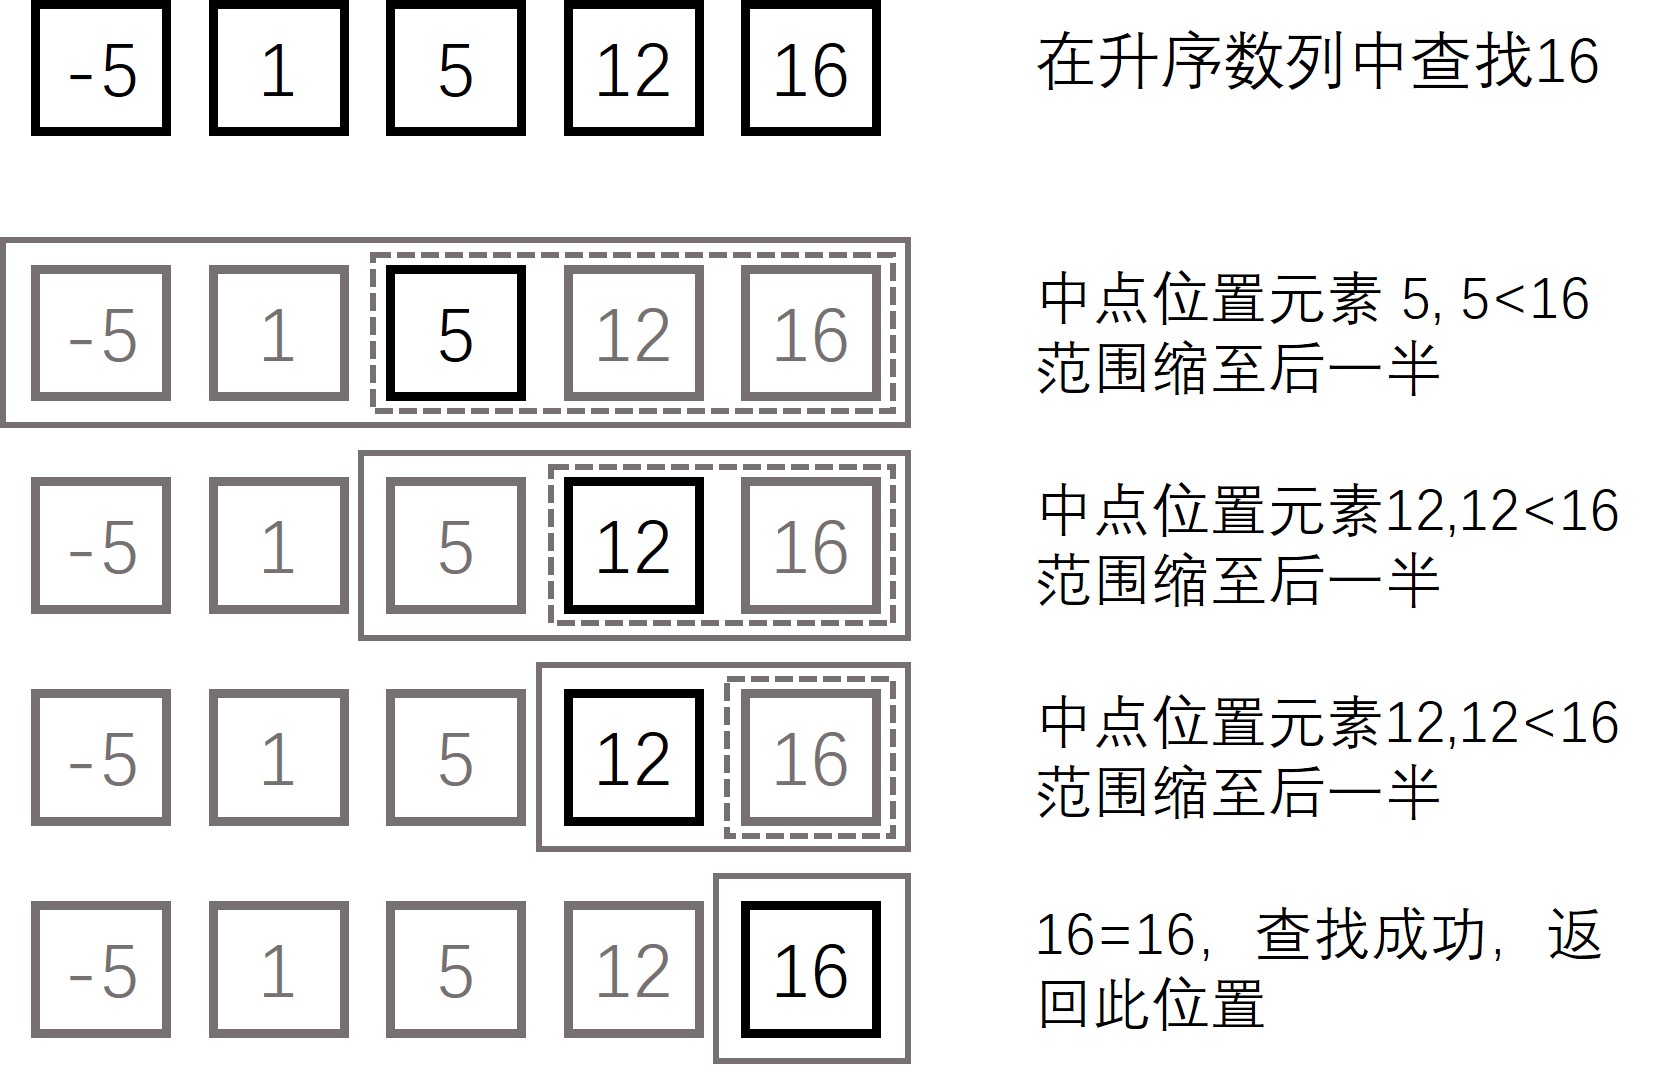 -5 1 5 12 16 在升序数列中查找16
-5 1 5 12 16 中点位置元素 5, 5<16
范围缩至后一半
-5 1 5 12 16 中点位置元素12,12<16
范围缩至后一半
-5 1 5 12 16 中点位置元素12,12<16
范围缩至后一半
-5 1 5 12 16 16=16，查找成功，返
回此位置